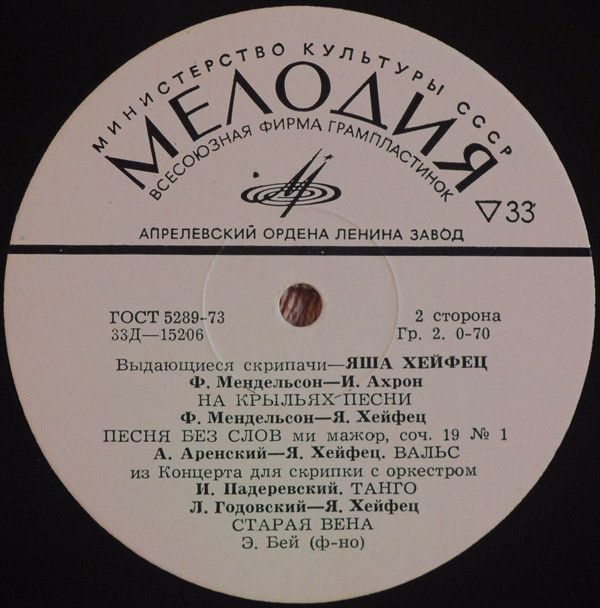 МИНИСТЕРСТВО КУЛЬТУРЫ СССР
МЕЛОДИЯ
ВСЕСОЮЗНАЯ ФИРМА ГРАМПЛАСТИНОК
33
АПРЕЛЕВСКИЙ ОРДЕНА ЛЕНИНА ЗАВОД
ГОСТ 5289-73 2 сторона
33Д—15206 Гр. 2. 0-70
Выдающиеся скрипачи—ЯША ХЕЙФЕЦ
Ф. Мендельсон—И. Ахрон
НА КРЫЛЬЯХ ПЕСНИ
Ф. Мендельсон—Я. Хейфец
ПЕСНЯ БЕЗ СЛОВ ми мажор, соч. 19 № 1
А. Аренский—Я. Хейфец. ВАЛЬС
из Концерта для скрипки с оркестром
И. Падеревский. ТАНГО
Л. Годовский—Я. Хейфец
СТАРАЯ ВЕНА
Э. Бей (ф-но)